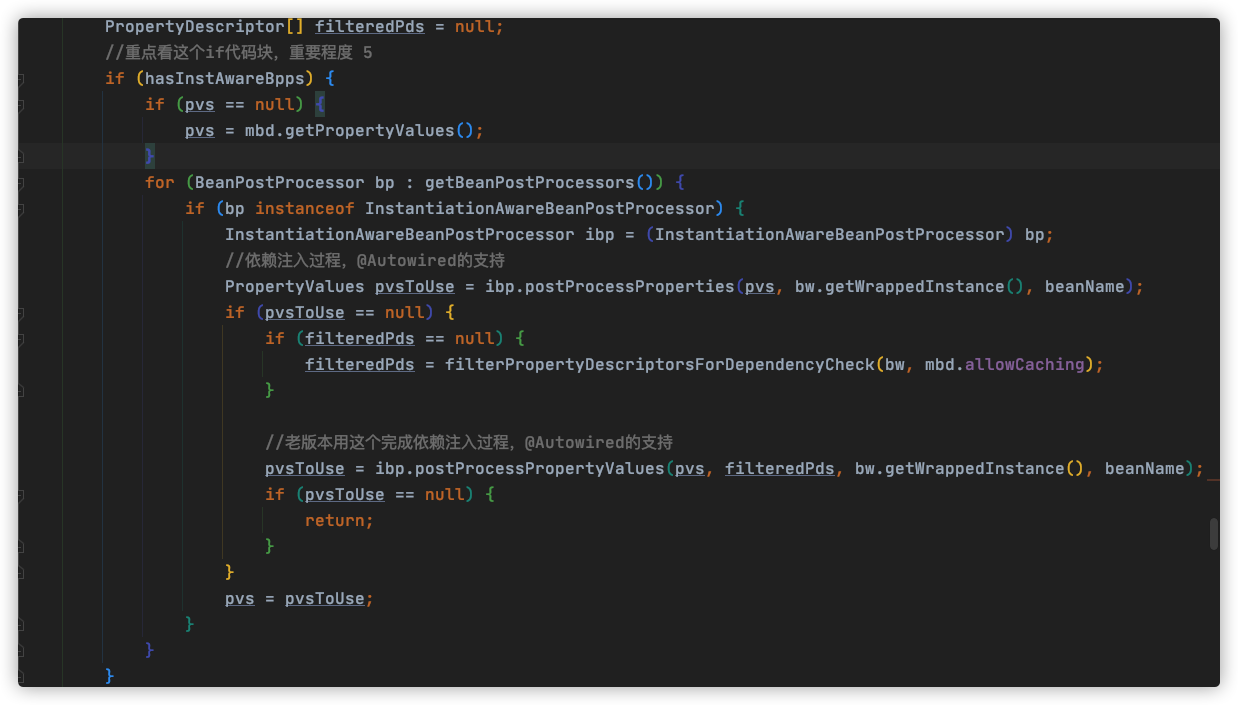 PropertyDescriptor[] filteredPds = null;
//重点看这个if代码块，重要程度 5
if (hasInstAwareBpps) {
if (pvs == null) {
pvs = mbd.getPropertyValues();
}
for (BeanPostProcessor bp : getBeanPostProcessors()) {
if (bp instanceof InstantiationAwareBeanPostProcessor) {
InstantiationAwareBeanPostProcessor ibp = (InstantiationAwareBeanPostProcessor) bp;
//依赖注入过程，@Autowired的支持
PropertyValues pvsToUse = ibp.postProcessProperties(pvs, bw.getWrappedInstance(), beanName);
if (pvsToUse == null) {
if (filteredPds == null) {
filteredPds = filterPropertyDescriptorsForDependencyCheck(bw, mbd.allowCaching);
}
//老版本用这个完成依赖注入过程，@Autowired的支持
pvsToUse = ibp.postProcessPropertyValues(pvs, filteredPds, bw.getWrappedInstance(), beanName);
if (pvsToUse == null) {
return;
}
}
pvs = pvsToUse;
}
}
}